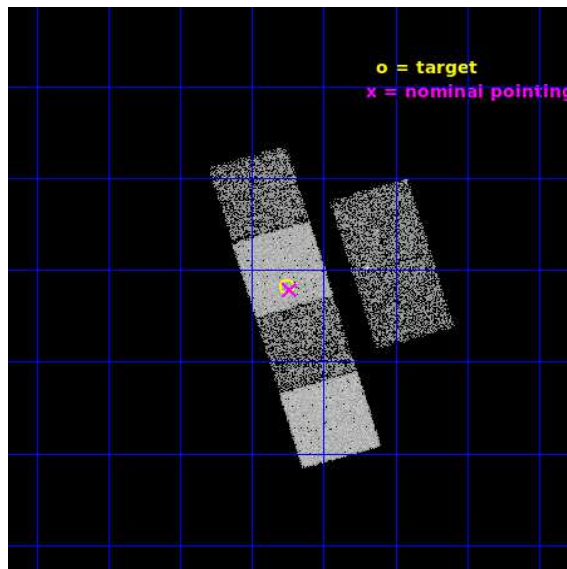 o = target
x = nominal pointing